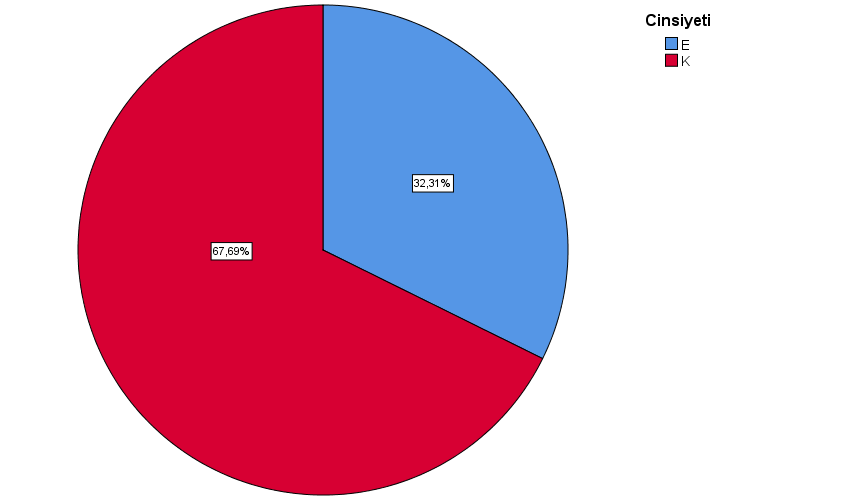 Cinsiyeti
E
K
32,31%
67,69%